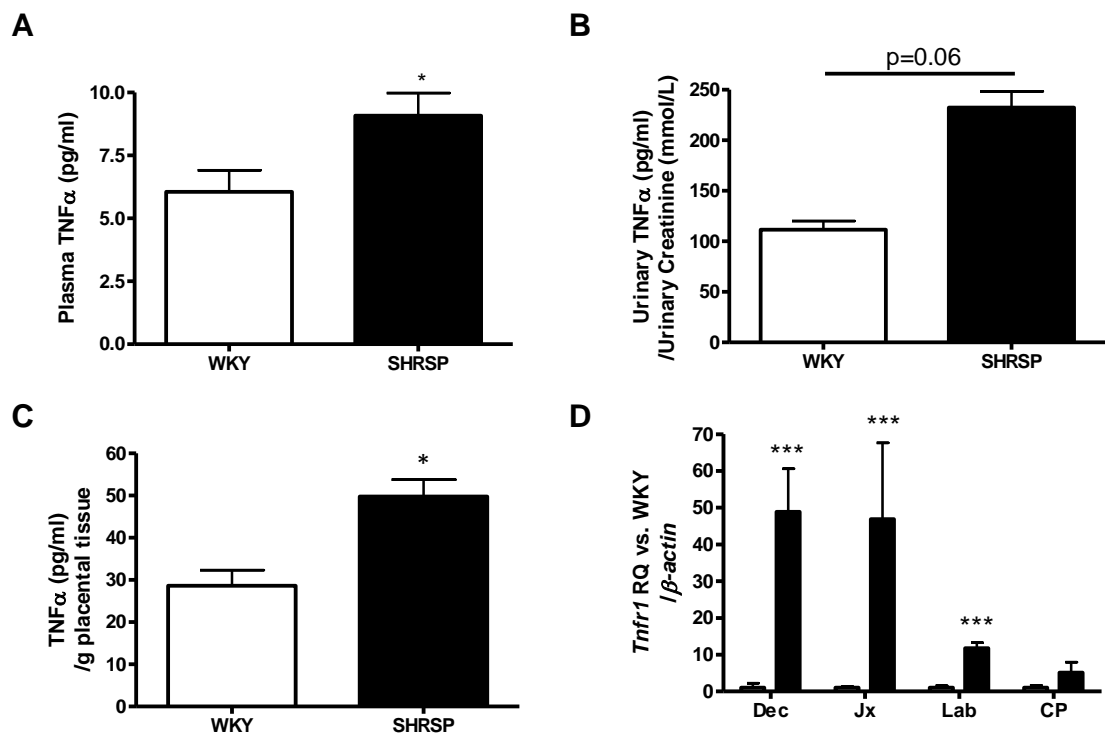 A
Plasma TNFα (pg/ml)
10.0
7.5
5.0
2.5
0.0
*
WKY
SHRSP
B
p=0.06
Urinary TNFα (pg/ml)
/Urinary Creatinine (mmol/L)
250
200
150
100
50
0
WKY
SHRSP
C
TNFα (pg/ml)
/g placental tissue
60
50
40
30
20
10
0
*
WKY
SHRSP
D
Tnfr1 RQ vs. WKY
/β-actin
70
60
50
40
30
20
10
0
***
***
***
Dec
Jx
Lab
CP